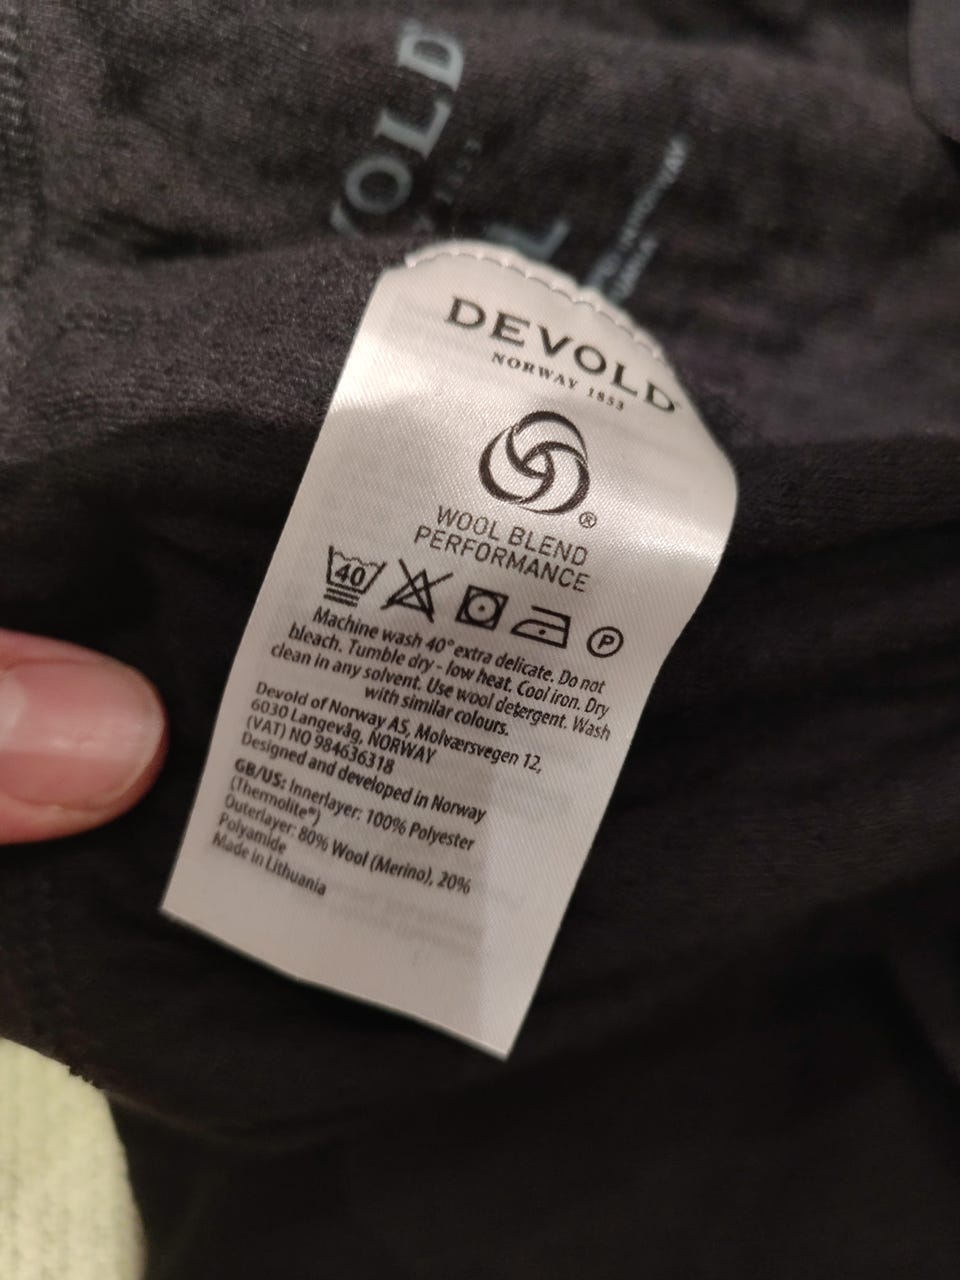 OLD
L
DEVOLD
NORWAY 1853
WOOL BLEND
PERFORMANCE
40
P
Machine wash 40° extra delicate. Do not
bleach. Tumble dry - low heat. Cool iron. Dry
clean in any solvent. Use wool detergent. Wash
with similar colours.
Devold of Norway AS, Molværsvegen 12,
6030 Langevåg, NORWAY
(VAT) NO 984636318
Designed and developed in Norway
GB/US: Innerlayer: 100% Polyester
(Thermolite®)
Outerlayer: 80% Wool (Merino), 20%
Polyamide
Made in Lithuania